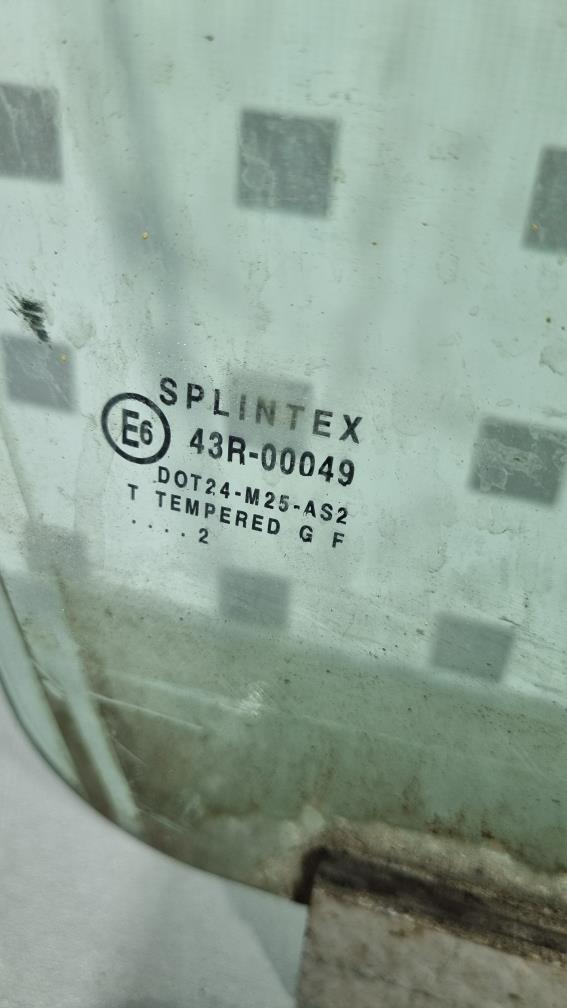 SPLINTEX
E6 43R-00049
DOT24-M25-AS2
T TEMPERED G F
....2